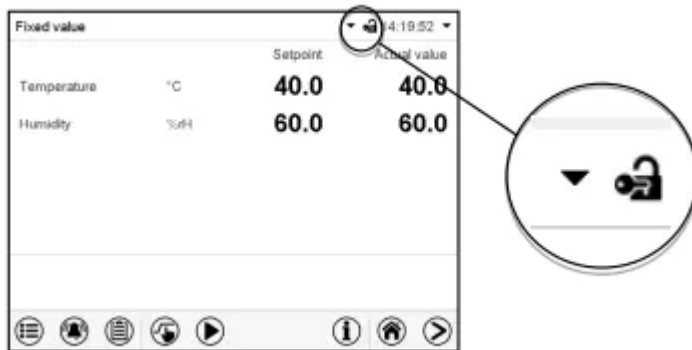 Fixed value 14:19:52
Setpoint Actual value
Temperature °C 40.0 40.0
Humidity %rH 60.0 60.0